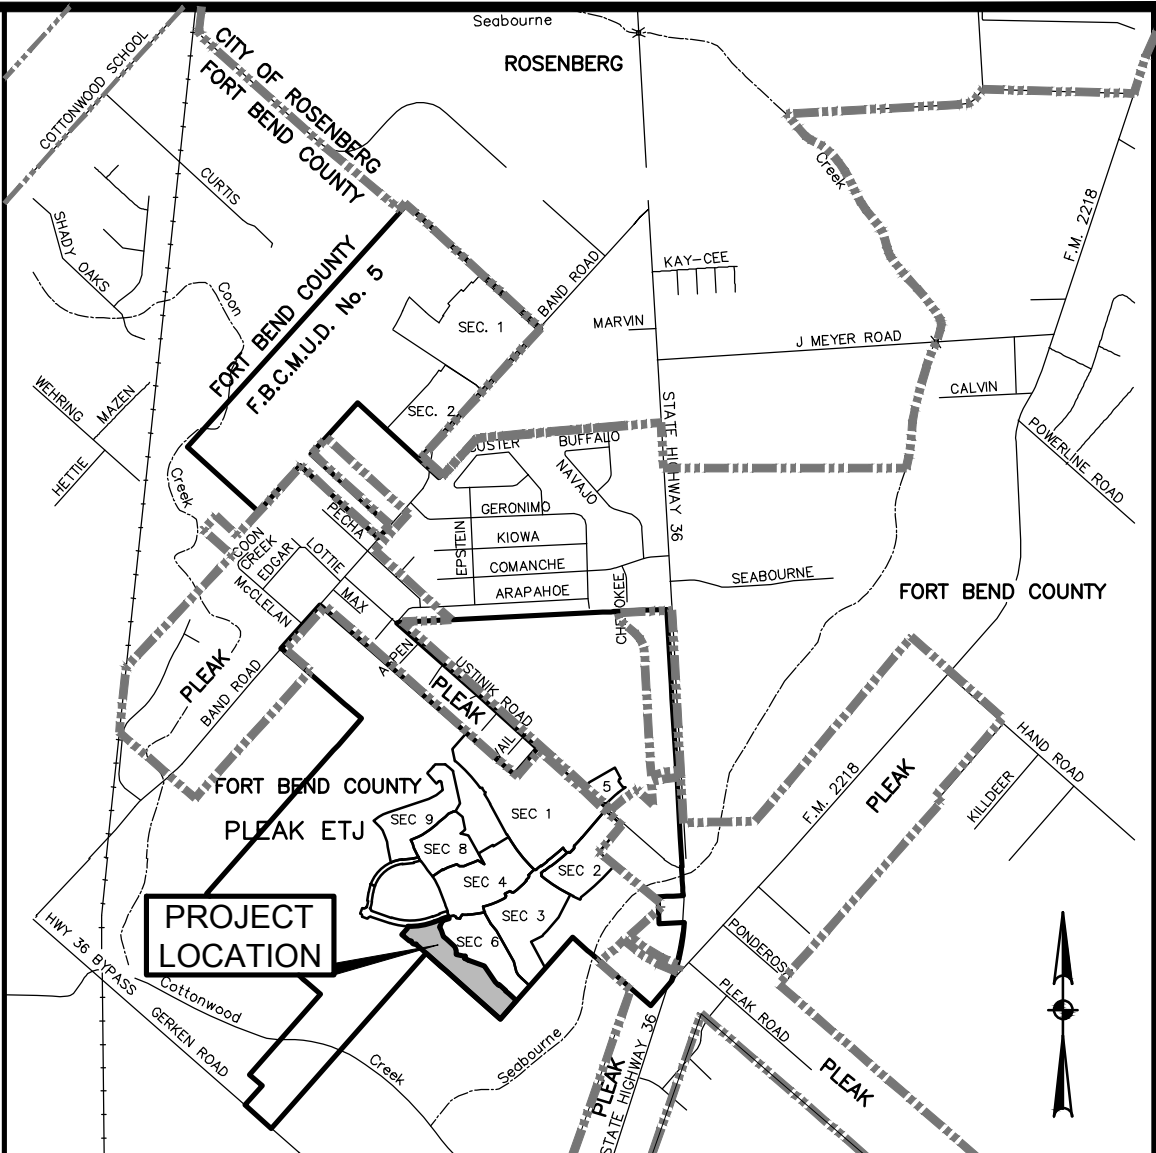 Seabourne
ROSENBERG
COTTONWOOD SCHOOL
CITY OF ROSENBERG
FORT BEND COUNTY
Creek
CURTIS
F.M. 2218
SHADY OAKS
Coon
FORT BEND COUNTY
F.B.C.M.U.D. No. 5
BAND ROAD
KAY-CEE
SEC. 1
MARVIN
J MEYER ROAD
WEHRING
MAZEN
HETTIE
SEC. 2
CALVIN
STATE HIGHWAY 36
POWERLINE ROAD
BUFFALO
NAVAJO
Creek
GERONIMO
PECHA
KIOWA
EPSTEIN
COMANCHE
ARAPAHOE
COON
CREEK
EDGAR
LOTTIE
McCLELAN
MAX
CHEROKEE
SEABOURNE
FORT BEND COUNTY
PLEAK
BAND ROAD
ASPEN
USTINIK ROAD
PLEAK
HAND ROAD
FORT BEND COUNTY
PLEAK ETJ
5
SEC 1
SEC 9
SEC 8
SEC 2
SEC 4
SEC 3
SEC 6
F.M. 2218
PLEAK
KILLDEER
PROJECT
LOCATION
HWY 36 BYPASS
Cottonwood
GERKEN ROAD
Creek
Seabourne
PLEAK ROAD
PLEAK
PLEAK
STATE HIGHWAY 36